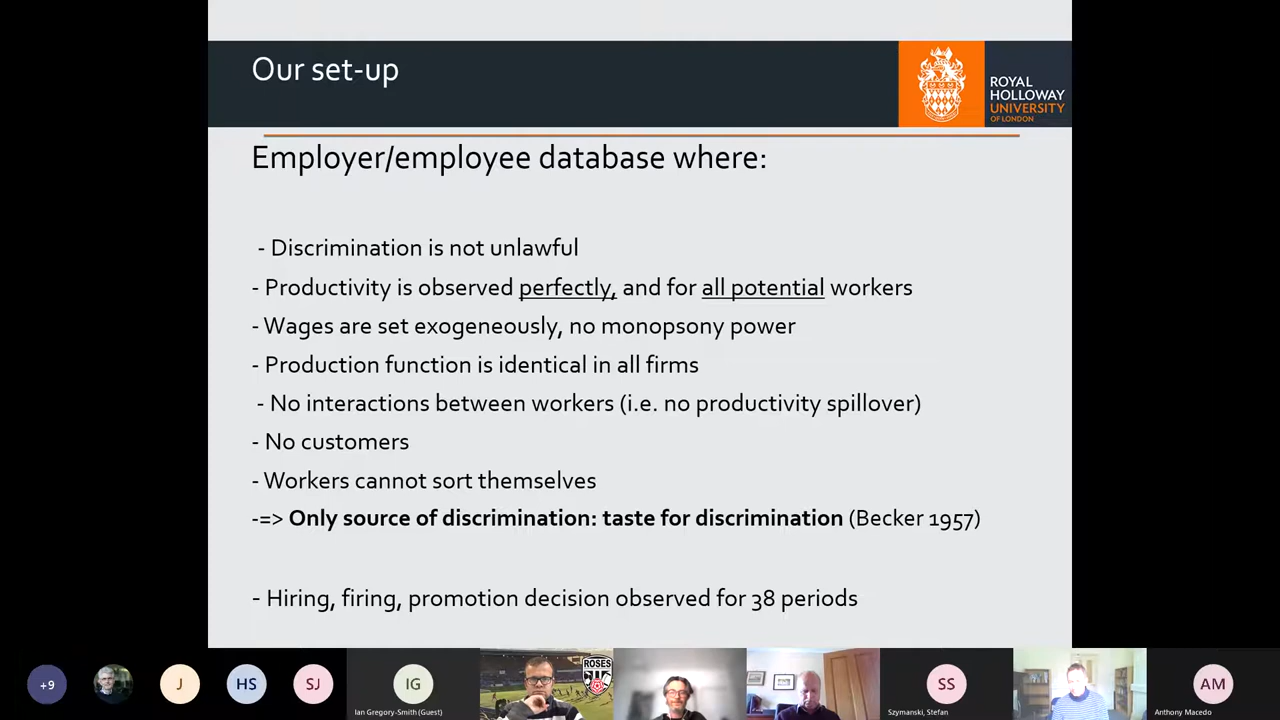 Our set-up
ROYAL
HOLLOWAY
UNIVERSITY
OF LONDON
Employer/employee database where:
- Discrimination is not unlawful
- Productivity is observed perfectly, and for all potential workers
- Wages are set exogeneously, no monopsony power
- Production function is identical in all firms
- No interactions between workers (i.e. no productivity spillover)
- No customers
- Workers cannot sort themselves
-=> Only source of discrimination: taste for discrimination (Becker 1957)
- Hiring, firing, promotion decision observed for 38 periods
+9
J
HS
SJ
IG
Ian Gregory-Smith (Guest)
ROSES
SS
Szymanski, Stefan
AM
Anthony Macedo